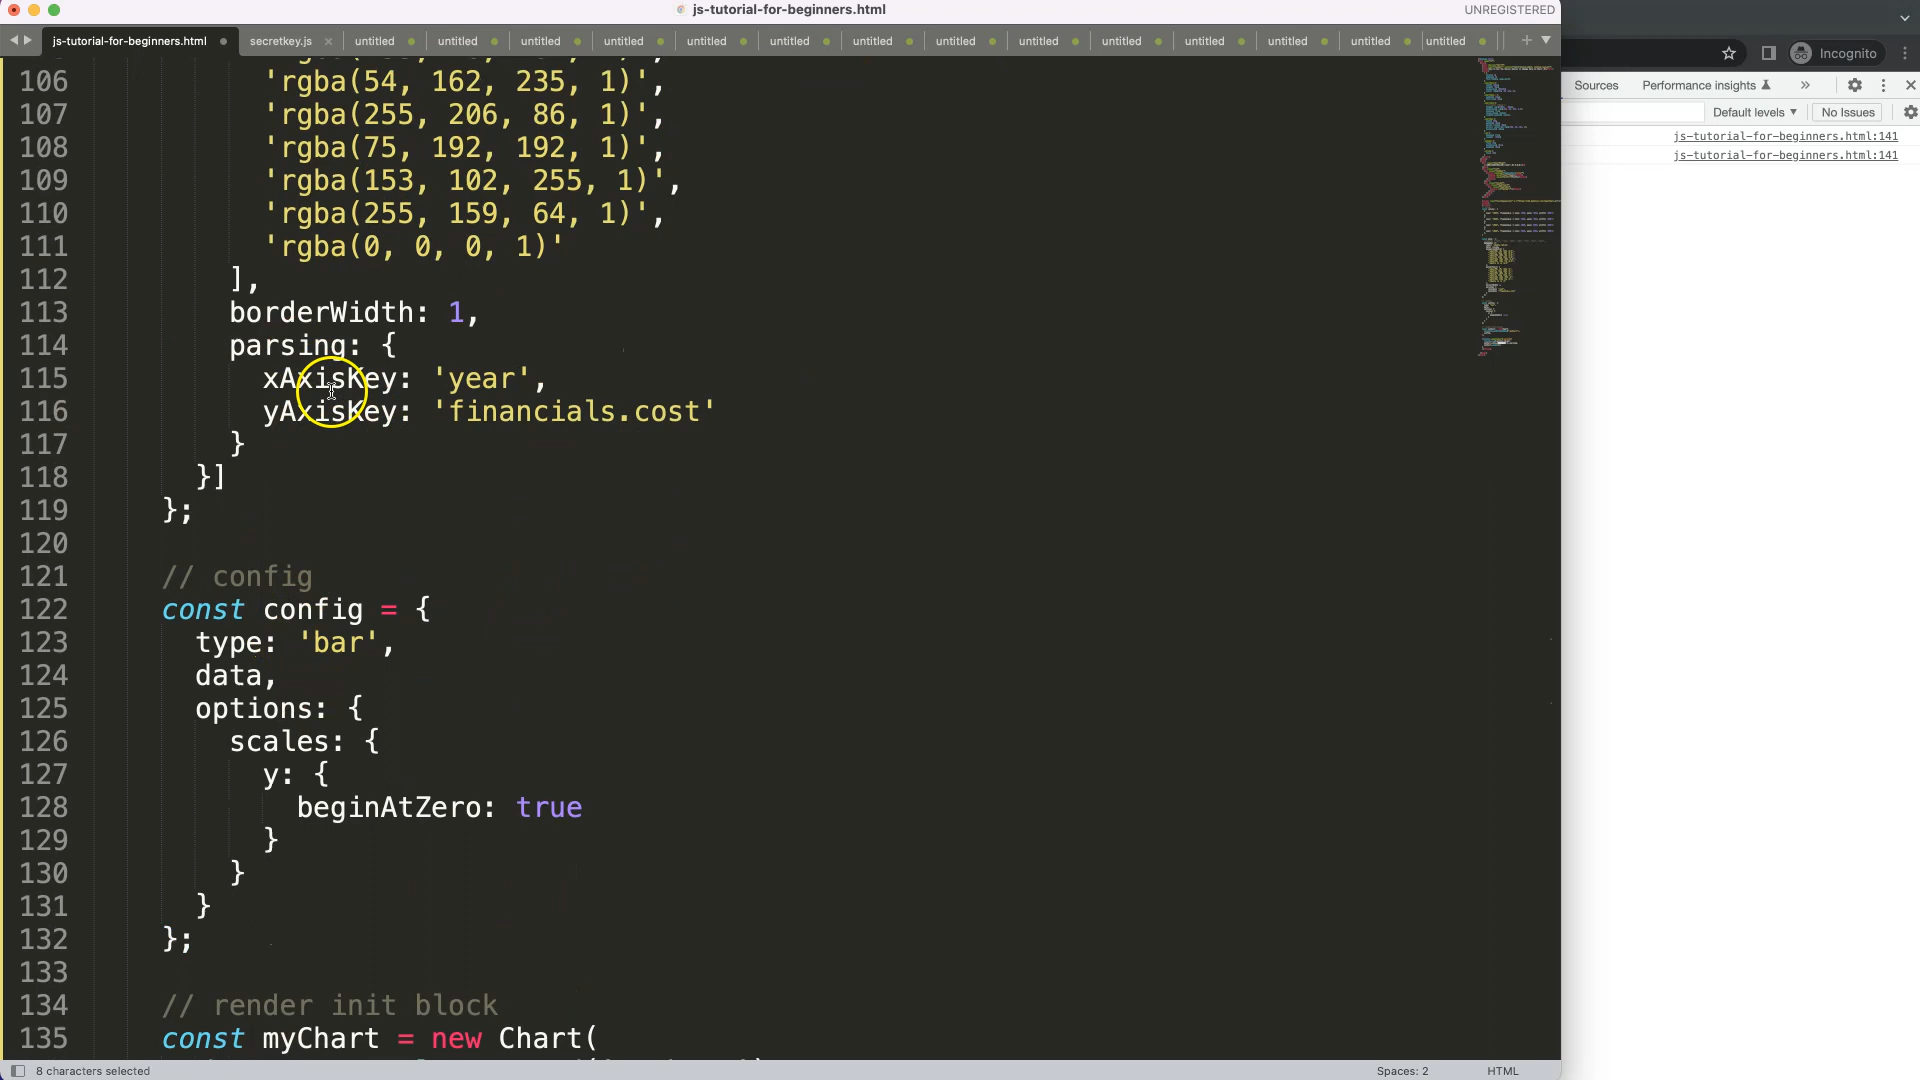 js-tutorial-for-beginners.html
UNREGISTERED
js-tutorial-for-beginners.html secretkey.js untitled untitled untitled untitled untitled untitled untitled untitled untitled untitled untitled untitled untitled untitled
Incognito
Sources Performance insights
Default levels No Issues
js-tutorial-for-beginners.html:141
js-tutorial-for-beginners.html:141
106 'rgba(54, 162, 235, 1)',
107 'rgba(255, 206, 86, 1)',
108 'rgba(75, 192, 192, 1)',
109 'rgba(153, 102, 255, 1)',
110 'rgba(255, 159, 64, 1)',
111 'rgba(0, 0, 0, 1)'
112 ],
113 borderWidth: 1,
114 parsing: {
115 xAxisKey: 'year',
116 yAxisKey: 'financials.cost'
117 }
118 }]
119 };
120
121 // config
122 const config = {
123 type: 'bar',
124 data,
125 options: {
126 scales: {
127 y: {
128 beginAtZero: true
129 }
130 }
131 }
132 };
133
134 // render init block
135 const myChart = new Chart(
8 characters selected
Spaces: 2
HTML